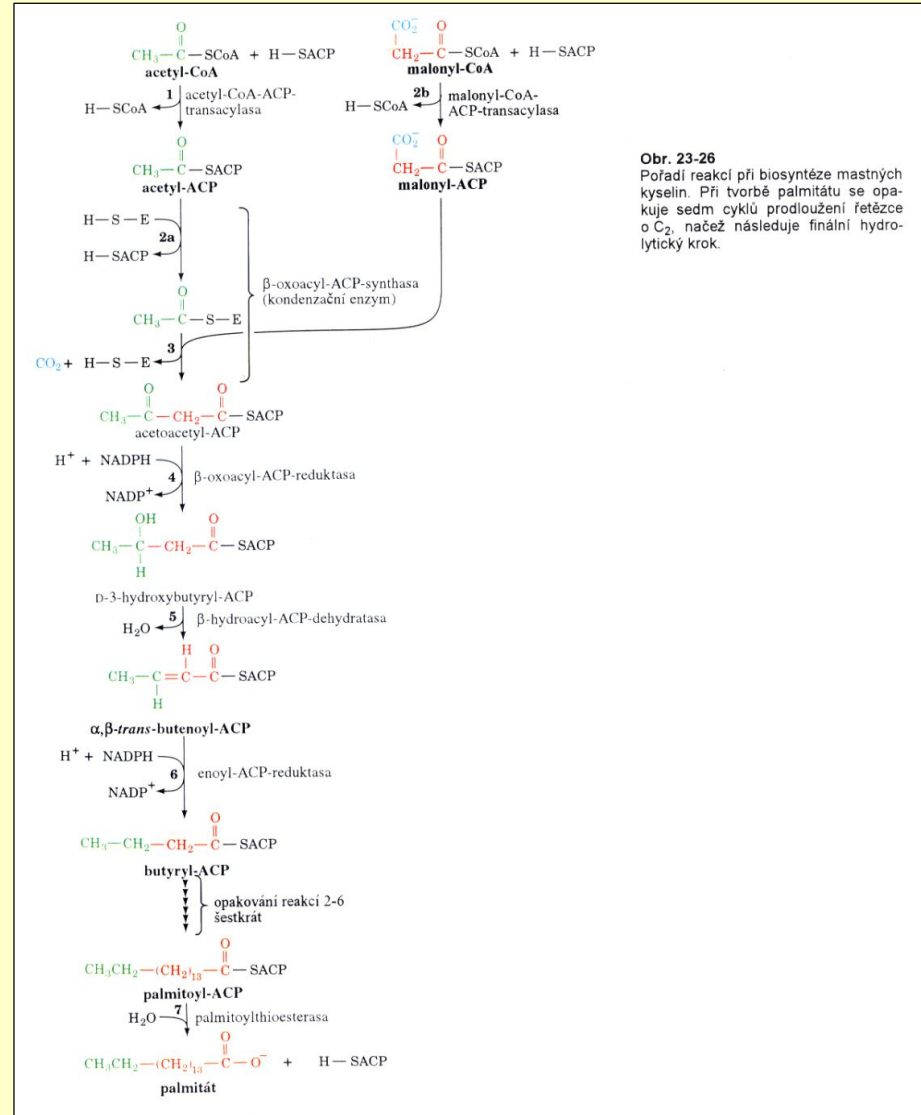 O
CO₂⁻ O
CH₃—C—SCoA + H—SACP
CH₂—C—SCoA + H—SACP
acetyl-CoA
malonyl-CoA
1 acetyl-CoA-ACP-
transacylasa
H—SCoA
2b malonyl-CoA-
ACP-transacylasa
H—SCoA
O
CH₃—C—SACP
acetyl-ACP
CO₂⁻ O
CH₂—C—SACP
malonyl-ACP
Obr. 23-26
Pořadí reakcí při biosyntéze mastných
kyselin. Při tvorbě palmitátu se opa-
kuje sedm cyklů prodloužení řetězce
o C₂, načež následuje finální hydro-
lytický krok.
H—S—E
2a
H—SACP
β-oxoacyl-ACP-synthasa
(kondenzační enzym)
O
CH₃—C—S—E
3
CO₂ + H—S—E
O O
CH₃—C—CH₂—C—SACP
acetoacetyl-ACP
H⁺ + NADPH
4 β-oxoacyl-ACP-reduktasa
NADP⁺
OH O
CH₃—C—CH₂—C—SACP
H
D-3-hydroxybutyryl-ACP
5 β-hydroacyl-ACP-dehydratasa
H₂O
H O
CH₃—C=C—C—SACP
H
α,β-trans-butenoyl-ACP
H⁺ + NADPH
6 enoyl-ACP-reduktasa
NADP⁺
O
CH₃—CH₂—CH₂—C—SACP
butyryl-ACP
opakování reakcí 2-6
šestkrát
O
CH₃CH₂—(CH₂)₁₃—C—SACP
palmitoyl-ACP
7 palmitoylthioesterasa
H₂O
O
CH₃CH₂—(CH₂)₁₃—C—O⁻ + H—SACP
palmitát